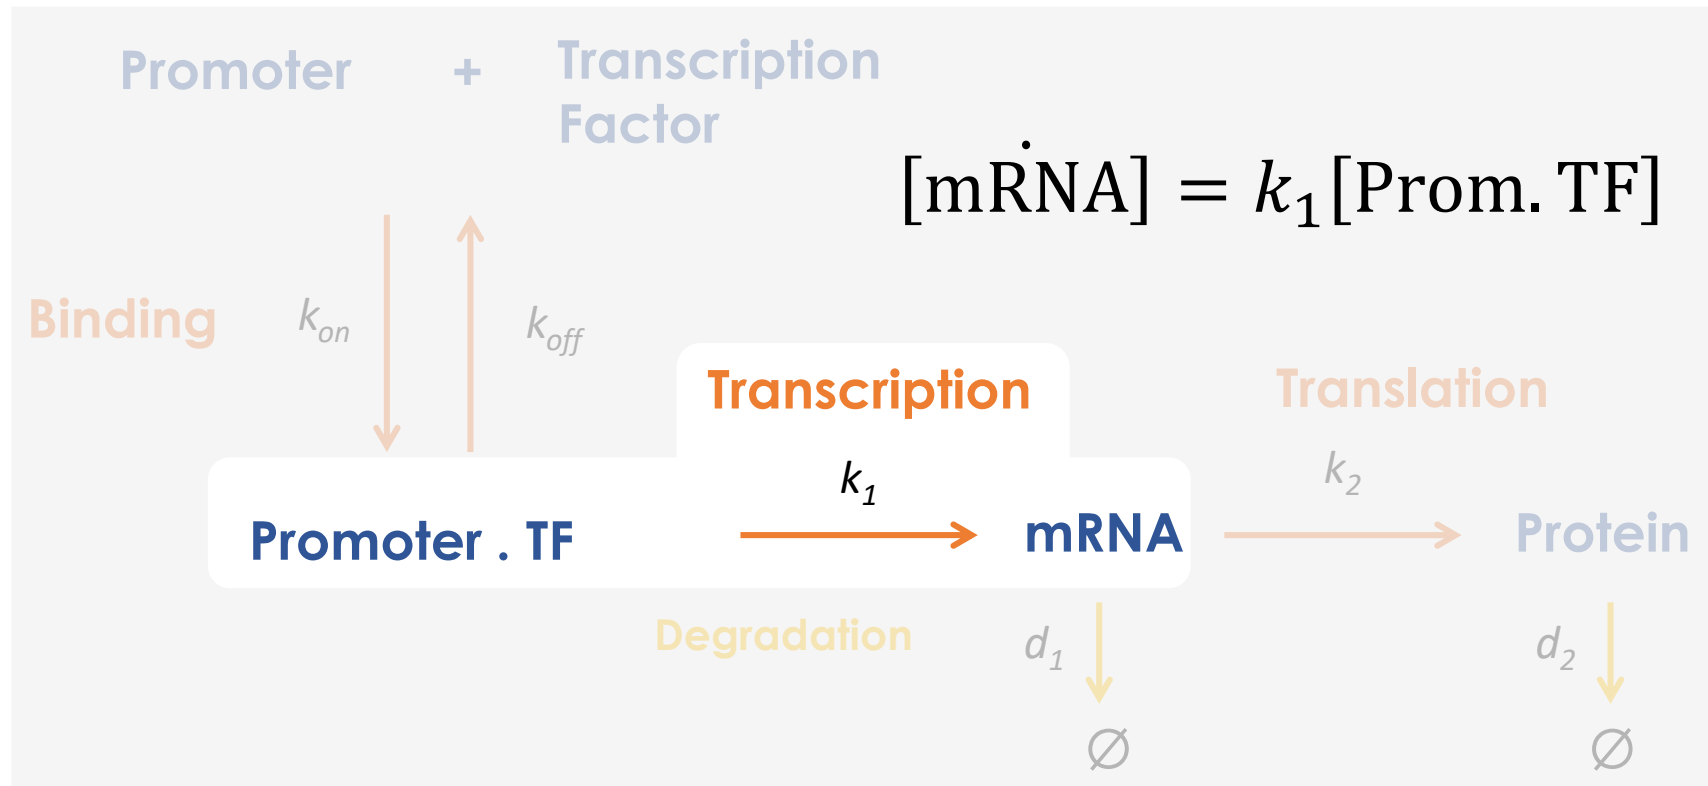 Promoter + Transcription
Factor
[mṘNA] = k₁[Prom. TF]
Binding
k_on
k_off
Transcription
Translation
k₁
k₂
Promoter . TF
mRNA
Protein
Degradation
d₁
d₂
∅
∅